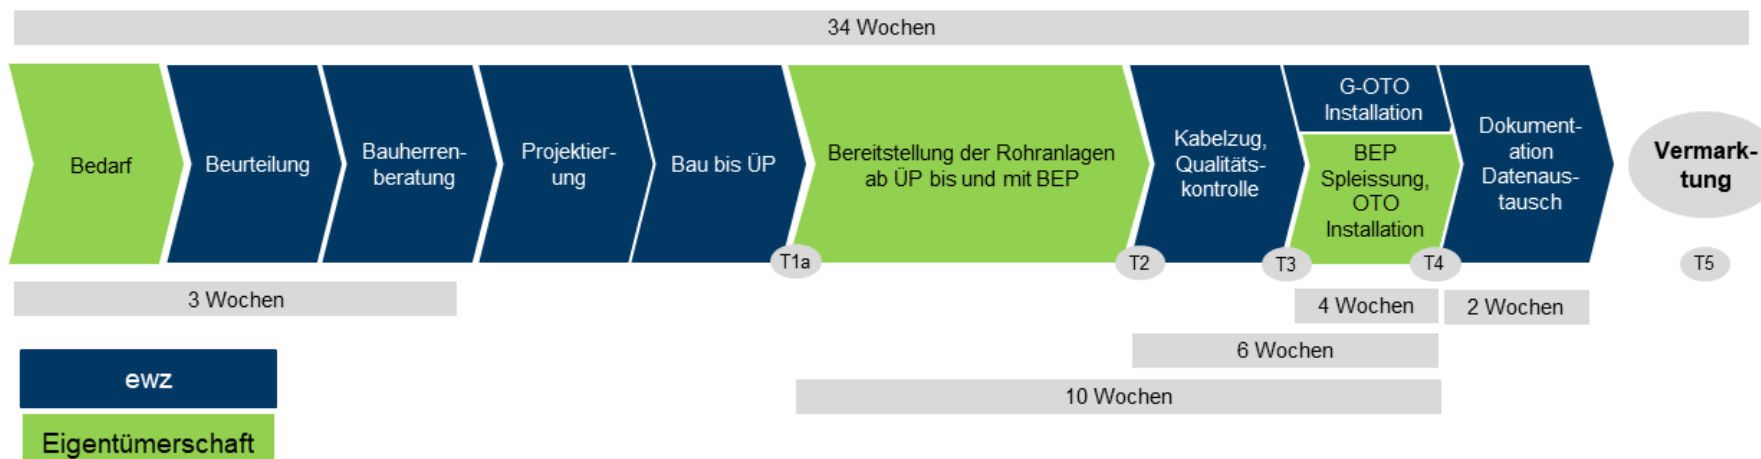 34 Wochen
Bedarf
Beurteilung
Bauherren-
beratung
Projektier-
ung
Bau bis ÜP
Bereitstellung der Rohranlagen
ab ÜP bis und mit BEP
Kabelzug,
Qualitäts-
kontrolle
G-OTO
Installation
BEP
Spleissung,
OTO
Installation
Dokument-
ation
Datenaus-
tausch
Vermark-
tung
T1a
T2
T3
T4
T5
3 Wochen
4 Wochen
2 Wochen
6 Wochen
10 Wochen
ewz
Eigentümerschaft